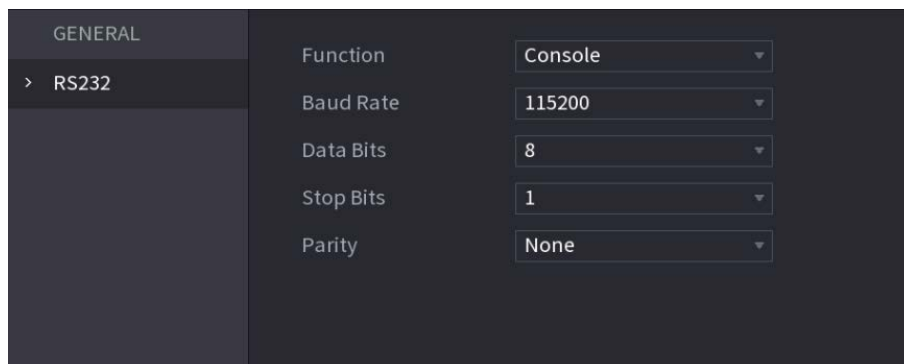 GENERAL
> RS232
Function Console
Baud Rate 115200
Data Bits 8
Stop Bits 1
Parity None